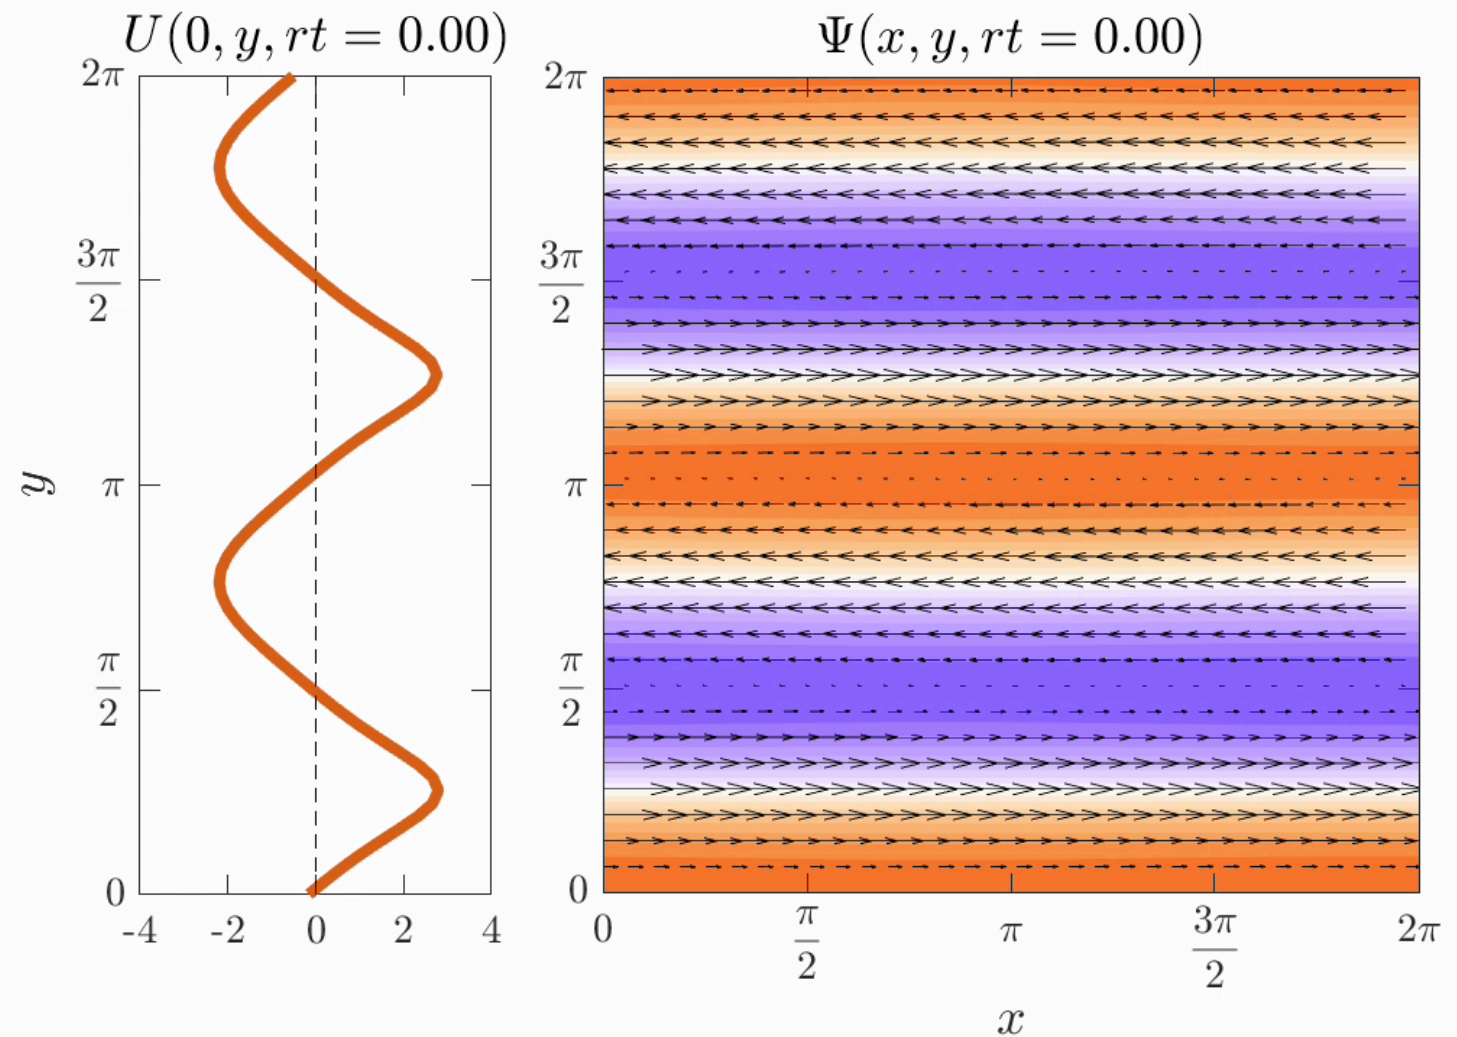 U(0, y, rt = 0.00)
Ψ(x, y, rt = 0.00)
2π
3π/2
π
π/2
0
y
-4 -2 0 2 4
2π
3π/2
π
π/2
0
0 π/2 π 3π/2 2π
x